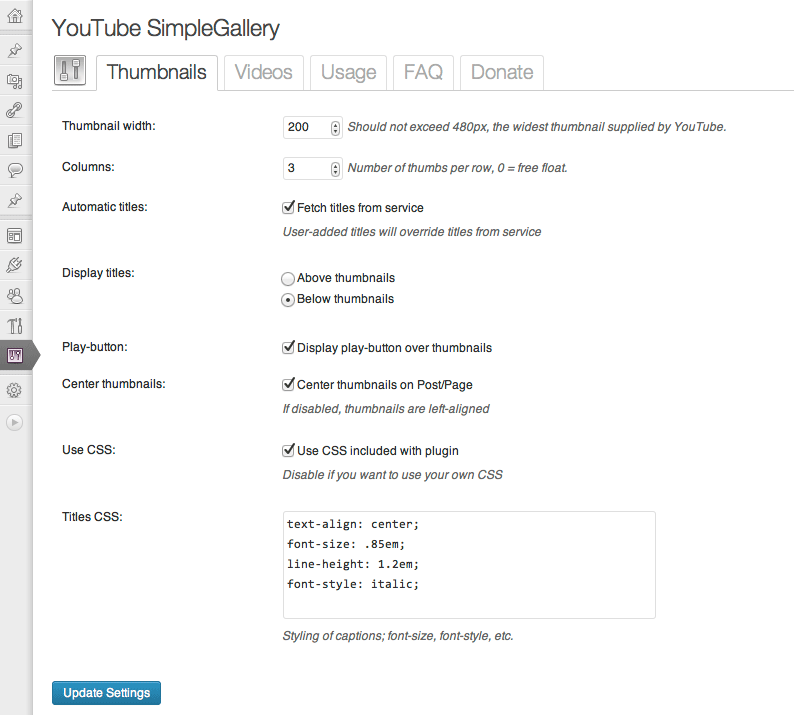 YouTube SimpleGallery
Thumbnails Videos Usage FAQ Donate
Thumbnail width: 200 Should not exceed 480px, the widest thumbnail supplied by YouTube.
Columns: 3 Number of thumbs per row, 0 = free float.
Automatic titles: Fetch titles from service
User-added titles will override titles from service
Display titles: Above thumbnails
Below thumbnails
Play-button: Display play-button over thumbnails
Center thumbnails: Center thumbnails on Post/Page
If disabled, thumbnails are left-aligned
Use CSS: Use CSS included with plugin
Disable if you want to use your own CSS
Titles CSS: text-align: center;
font-size: .85em;
line-height: 1.2em;
font-style: italic;
Styling of captions; font-size, font-style, etc.
Update Settings